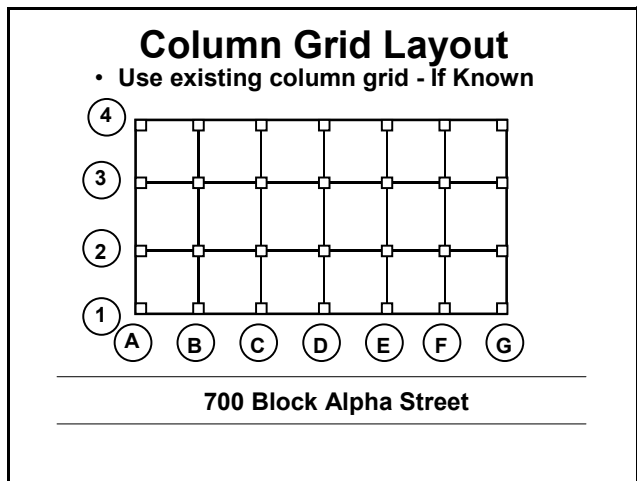 Column Grid Layout
• Use existing column grid - If Known
4
3
2
1
A B C D E F G
700 Block Alpha Street